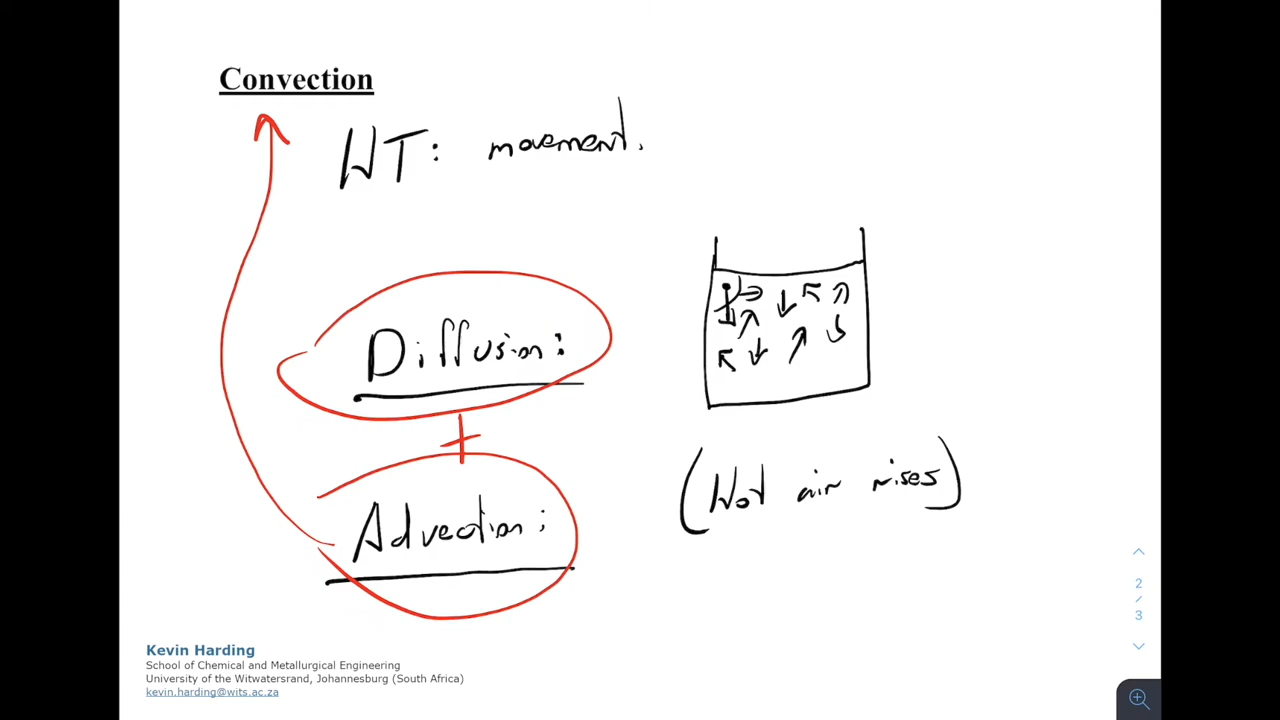 Convection
HT: movement.
Diffusion:
+
Advection:
(Hot air rises)
2
/
3
Kevin Harding
School of Chemical and Metallurgical Engineering
University of the Witwatersrand, Johannesburg (South Africa)
kevin.harding@wits.ac.za